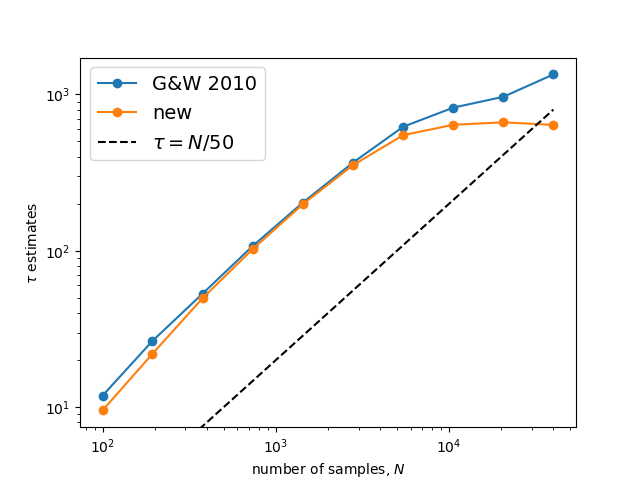 G&W 2010
new
τ = N/50
10³
10²
10¹
τ estimates
10² 10³ 10⁴
number of samples, N